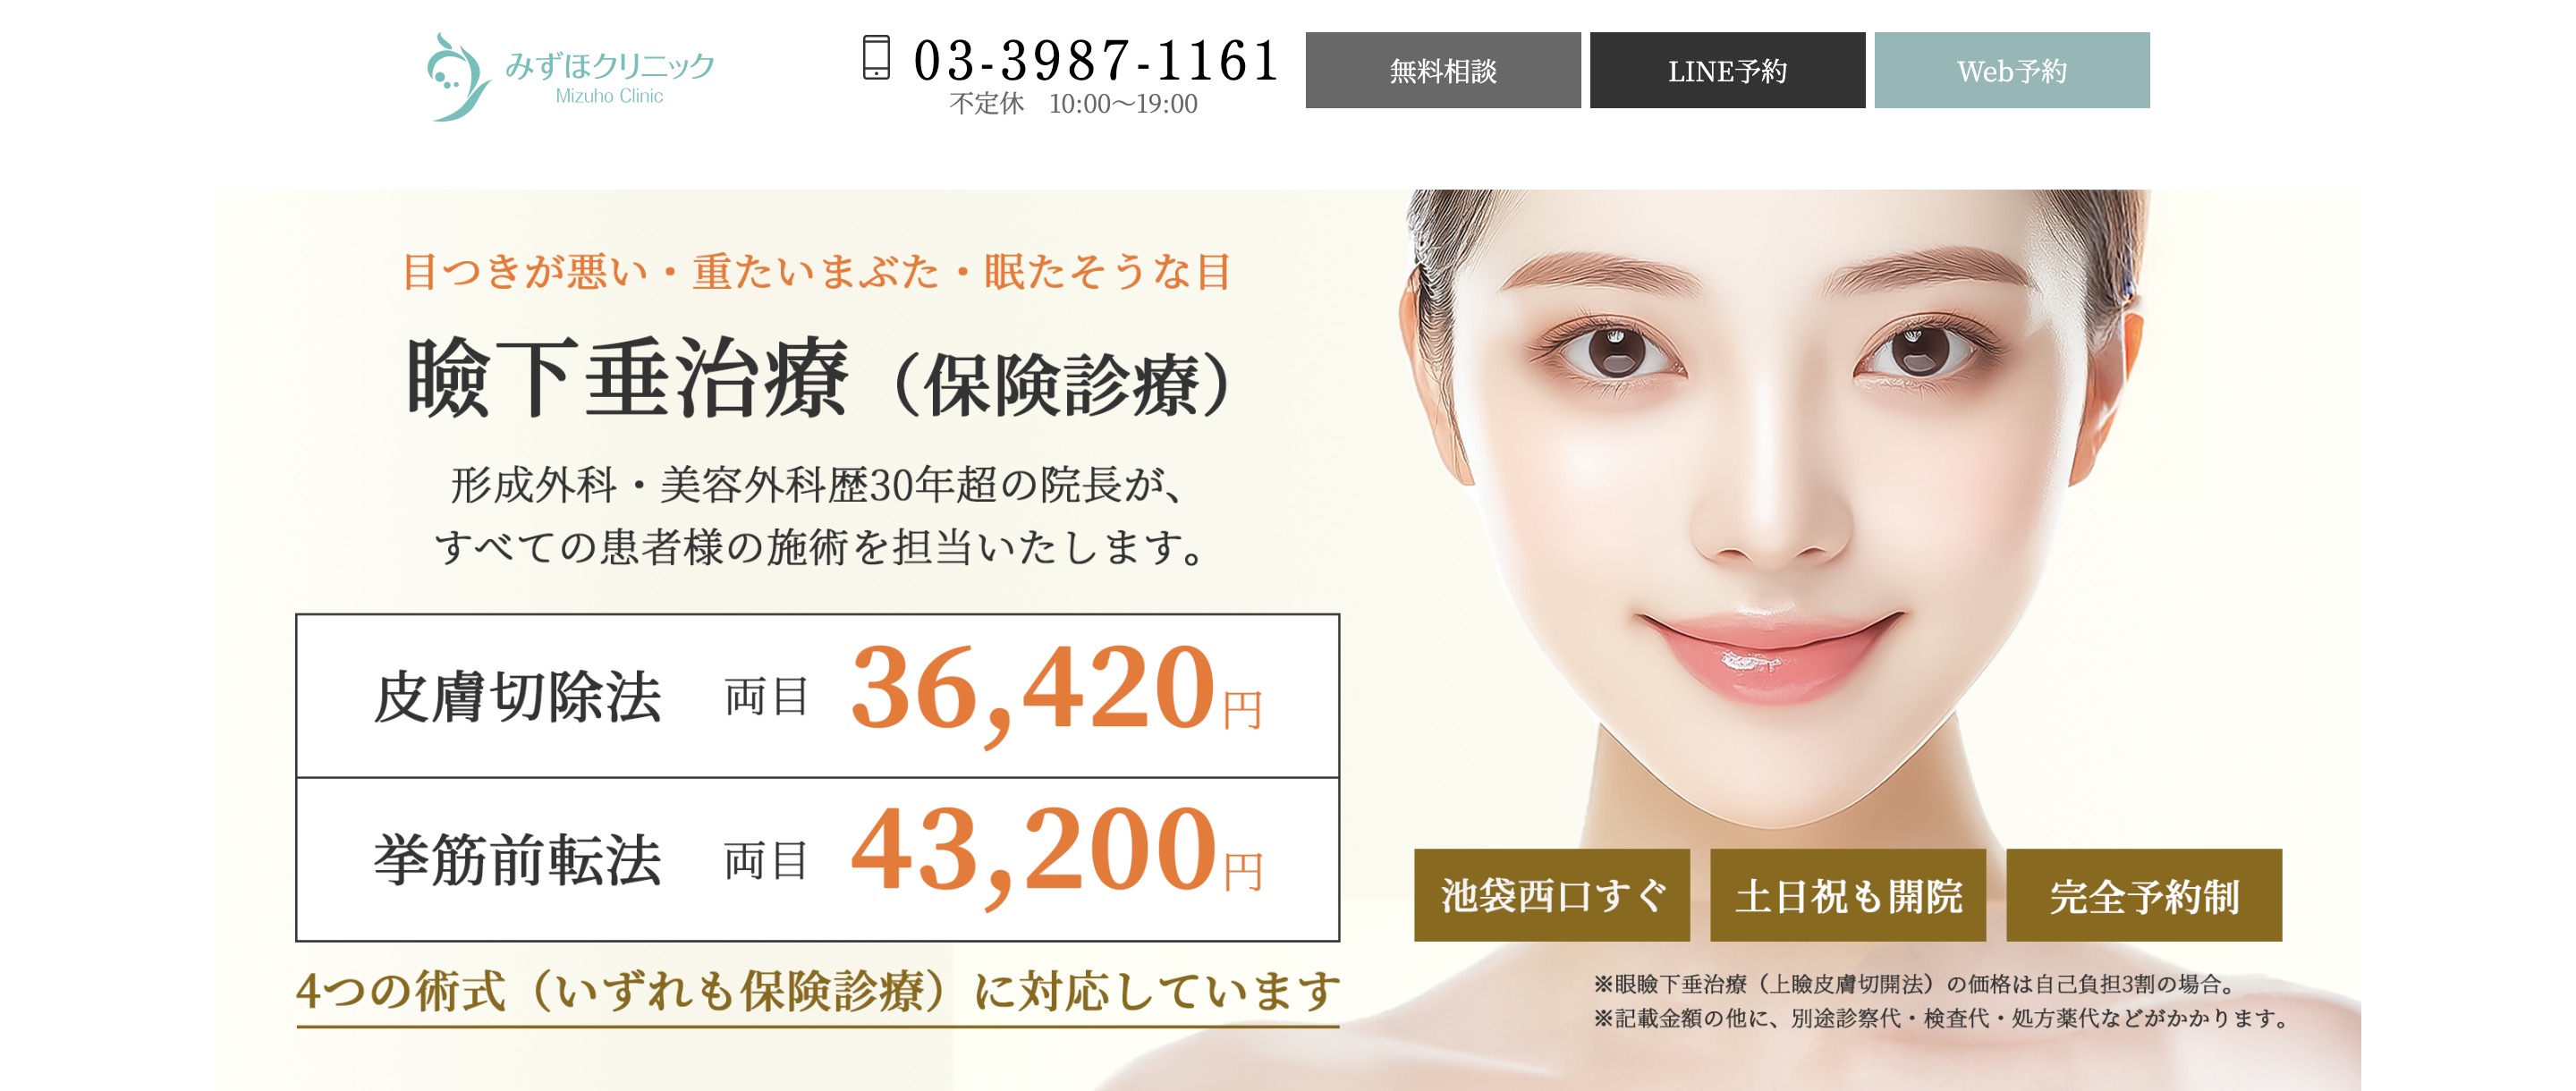 みずほクリニック
Mizuho Clinic
03-3987-1161
不定休　10:00〜19:00
無料相談
LINE予約
Web予約
目つきが悪い・重たいまぶた・眠たそうな目
瞼下垂治療（保険診療）
形成外科・美容外科歴30年超の院長が、
すべての患者様の施術を担当いたします。
皮膚切除法　両目　36,420円
挙筋前転法　両目　43,200円
4つの術式（いずれも保険診療）に対応しています
池袋西口すぐ
土日祝も開院
完全予約制
※眼瞼下垂治療（上瞼皮膚切開法）の価格は自己負担3割の場合。
※記載金額の他に、別途診察代・検査代・処方薬代などがかかります。